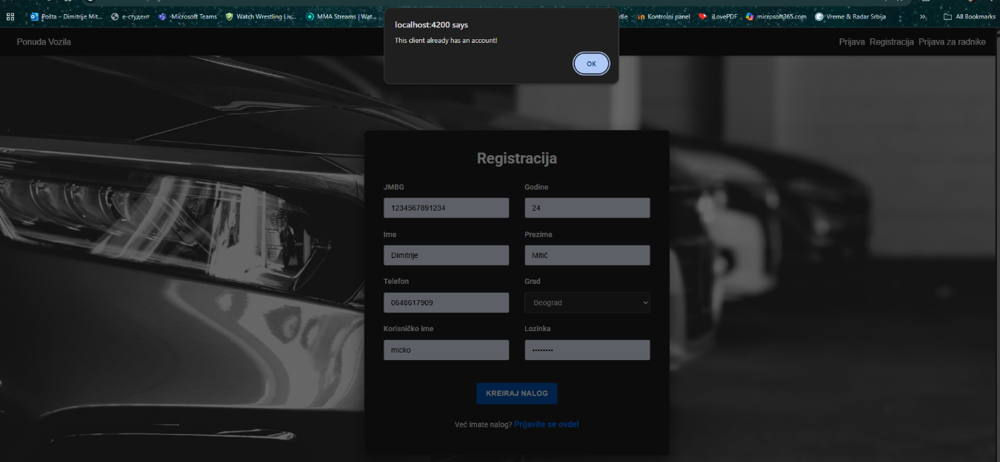 Pošta – Dimitrije Mit...
е-студент
Microsoft Teams
Watch Wrestling Liv...
MMA Streams | Wat...
dle
Kontrolni panel
iLovePDF
micrposft365.com
Vreme & Radar Srbija
»
All Bookmarks
localhost:4200 says
This client already has an account!
OK
Ponuda Vozila
Prijava Registracija Prijava za radnike
Registracija
JMBG Godine
1234567891234 24
Ime Prezime
Dimitrije Mitić
Telefon Grad
0648617909 Beograd
Korisničko ime Lozinka
micko ••••••••
KREIRAJ NALOG
Već imate nalog? Prijavite se ovde!